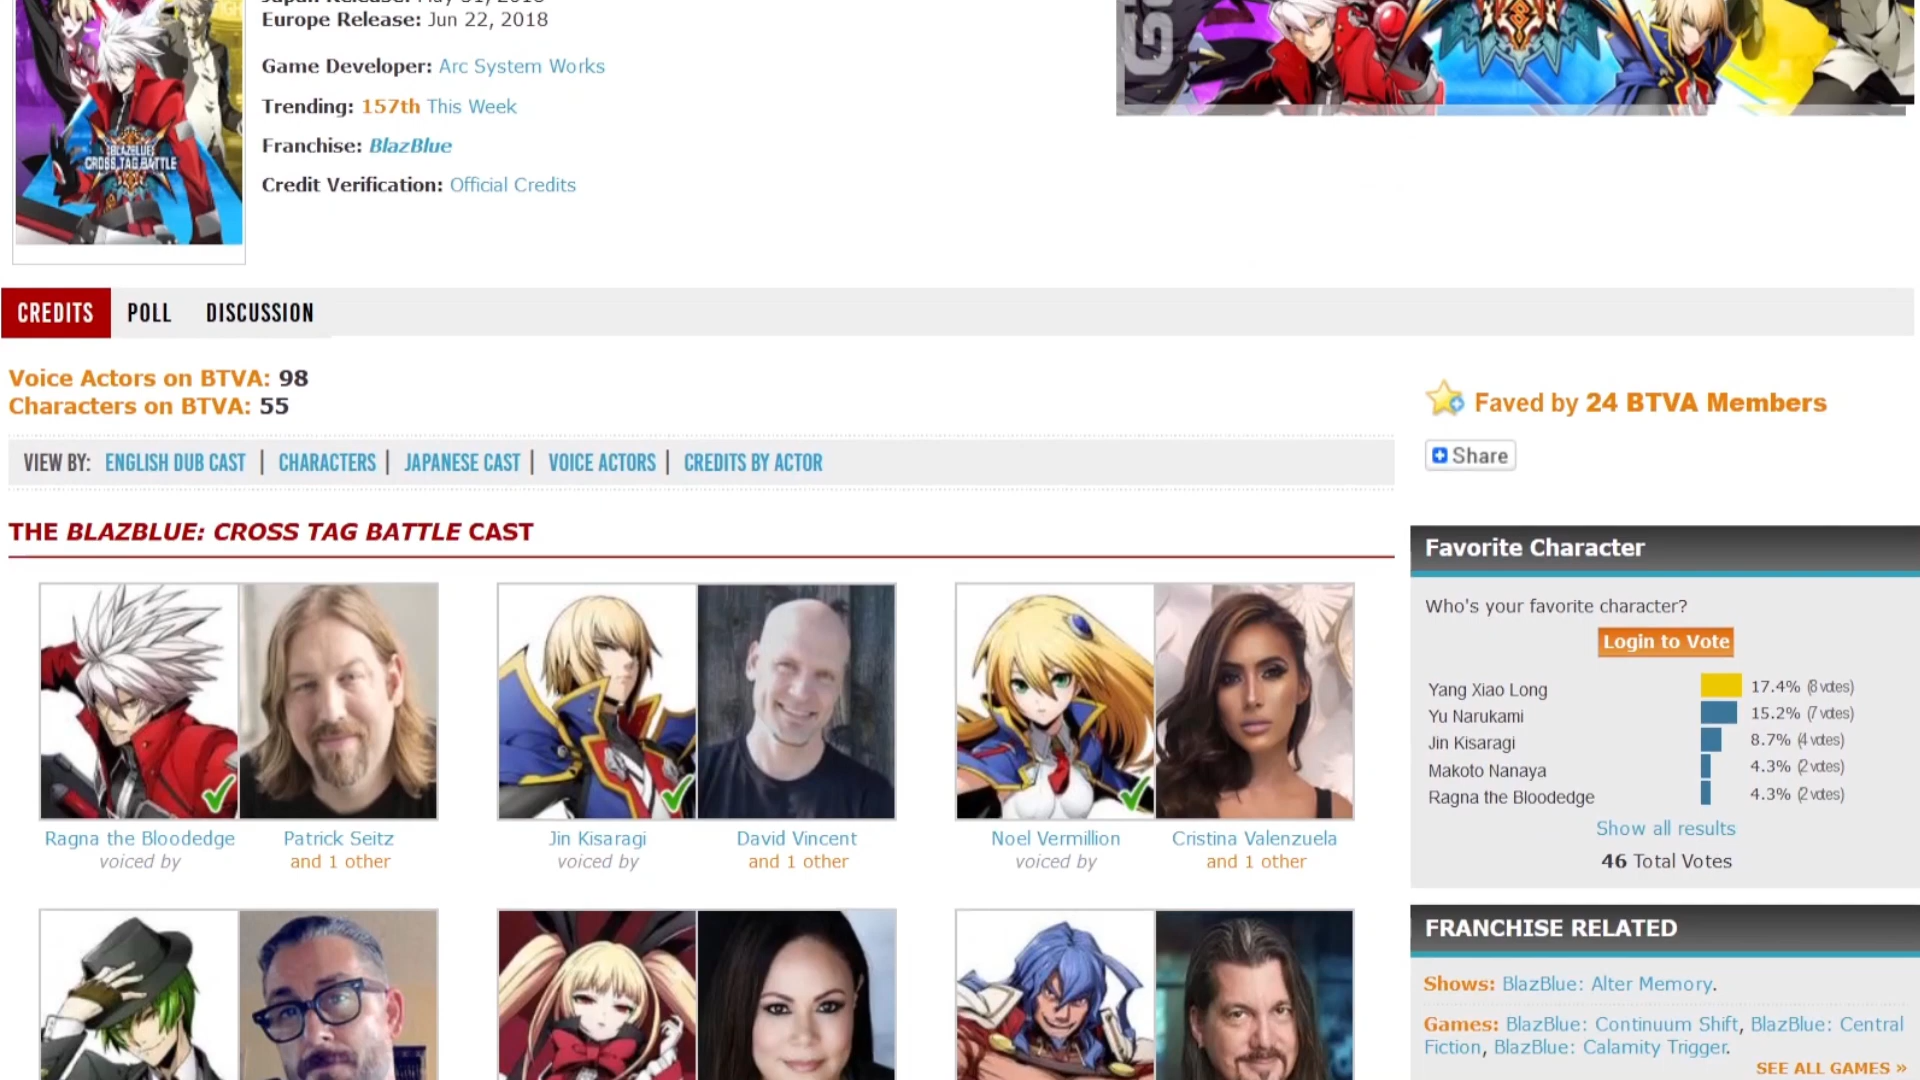 Europe Release: Jun 22, 2018
Game Developer: Arc System Works
Trending: 157th This Week
Franchise: BlazBlue
Credit Verification: Official Credits
BLAZBLUE:
CROSS TAG BATTLE
CREDITS POLL DISCUSSION
Voice Actors on BTVA: 98
Characters on BTVA: 55
Faved by 24 BTVA Members
Share
VIEW BY: ENGLISH DUB CAST | CHARACTERS | JAPANESE CAST | VOICE ACTORS | CREDITS BY ACTOR
THE BLAZBLUE: CROSS TAG BATTLE CAST
Ragna the Bloodedge Patrick Seitz
voiced by and 1 other
Jin Kisaragi David Vincent
voiced by and 1 other
Noel Vermillion Cristina Valenzuela
voiced by and 1 other
Favorite Character
Who's your favorite character?
Login to Vote
Yang Xiao Long 17.4% (8 votes)
Yu Narukami 15.2% (7 votes)
Jin Kisaragi 8.7% (4 votes)
Makoto Nanaya 4.3% (2 votes)
Ragna the Bloodedge 4.3% (2 votes)
Show all results
46 Total Votes
FRANCHISE RELATED
Shows: BlazBlue: Alter Memory.
Games: BlazBlue: Continuum Shift, BlazBlue: Central
Fiction, BlazBlue: Calamity Trigger.
SEE ALL GAMES »